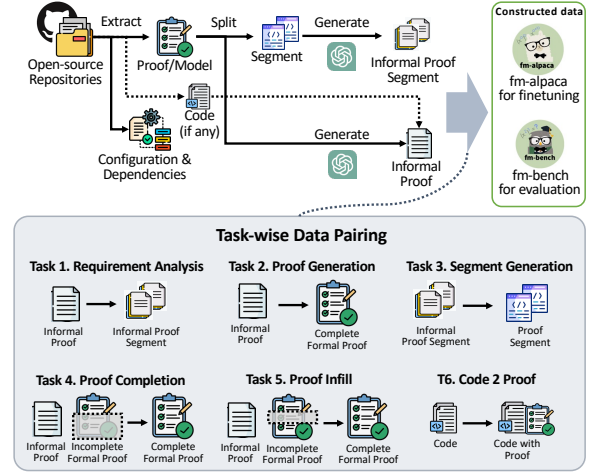 Extract
Split
Generate
Open-source
Repositories
Proof/Model
Segment
Informal Proof
Segment
Code
(if any)
Configuration &
Dependencies
Generate
Informal
Proof
Constructed data
fm-alpaca
fm-alpaca
for finetuning
fm-bench
fm-bench
for evaluation
Task-wise Data Pairing
Task 1. Requirement Analysis
Informal
Proof
Informal Proof
Segment
Task 2. Proof Generation
Informal
Proof
Complete
Formal Proof
Task 3. Segment Generation
Informal
Proof Segment
Proof
Segment
Task 4. Proof Completion
Informal
Proof
Incomplete
Formal Proof
Complete
Formal Proof
Task 5. Proof Infill
Informal
Proof
Incomplete
Formal Proof
Complete
Formal Proof
T6. Code 2 Proof
Code
Code with
Proof